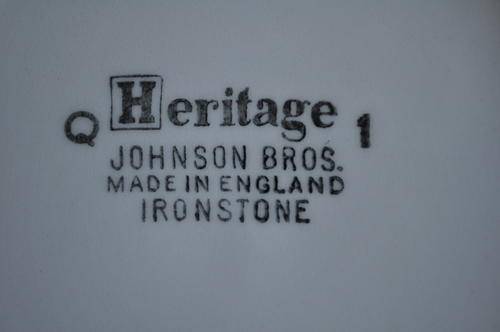 Q Heritage 1
JOHNSON BROS.
MADE IN ENGLAND
IRONSTONE